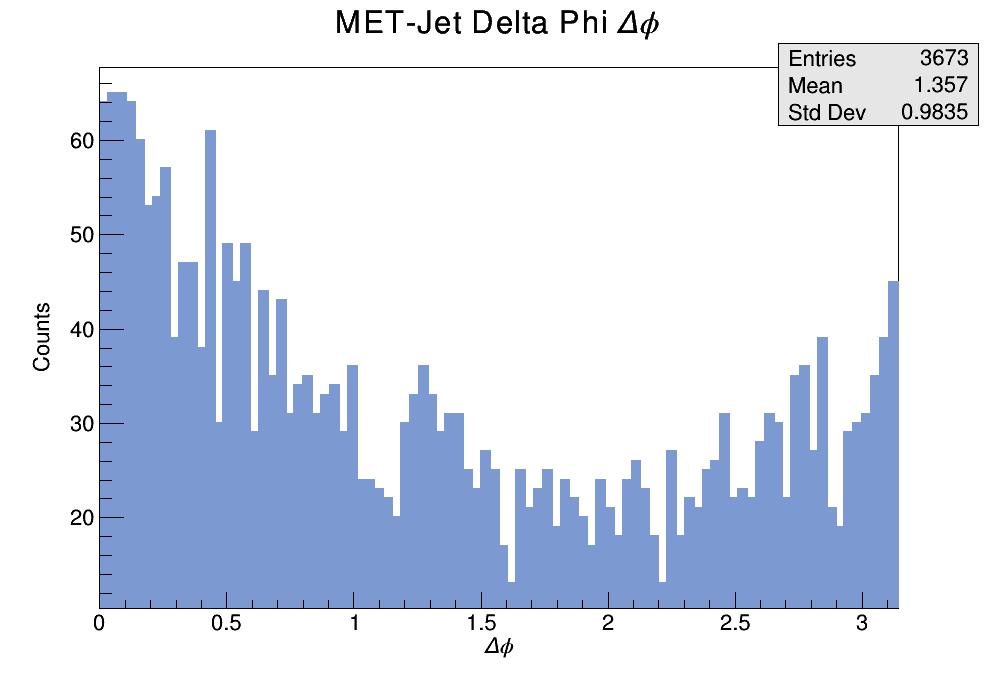 MET-Jet Delta Phi Δϕ
Entries 3673
Mean 1.357
Std Dev 0.9835
60
50
40
30
20
Counts
0 0.5 1 1.5 2 2.5 3
Δϕ